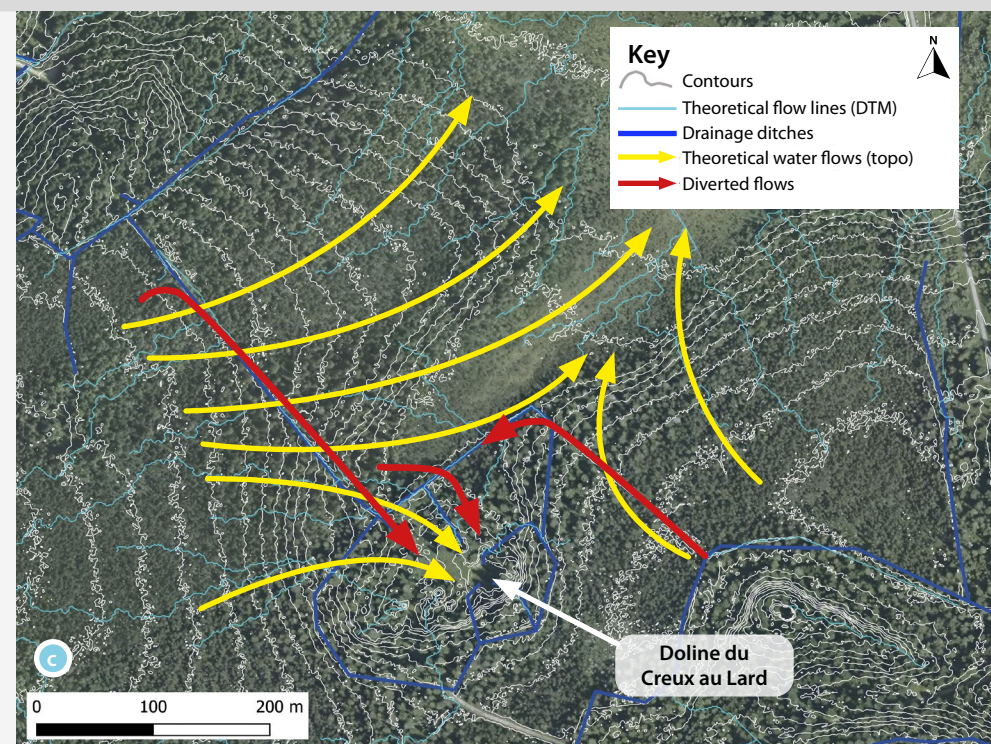 Key
N
Contours
Theoretical flow lines (DTM)
Drainage ditches
Theoretical water flows (topo)
Diverted flows
Doline du
Creux au Lard
C
0 100 200 m